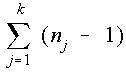 k
∑ (n_j − 1)
j=1